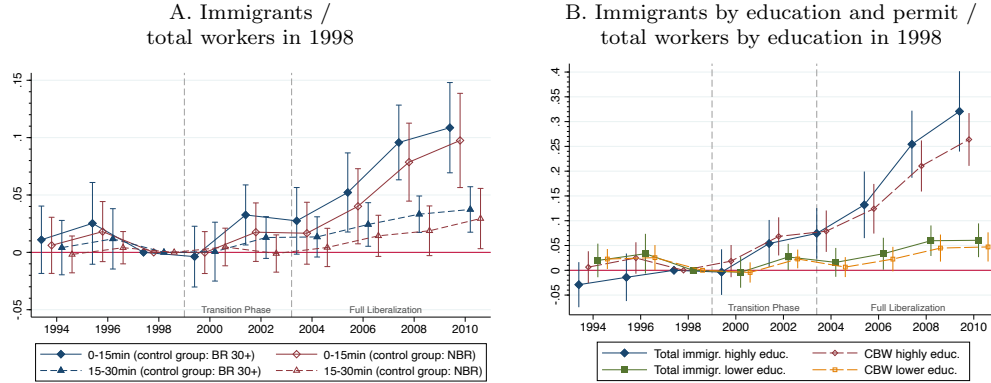 A. Immigrants /
total workers in 1998
.15
.1
.05
0
-.05
1994 1996 1998 2000 2002 2004 2006 2008 2010
Transition Phase Full Liberalization
0-15min (control group: BR 30+) 0-15min (control group: NBR)
15-30min (control group: BR 30+) 15-30min (control group: NBR)
B. Immigrants by education and permit /
total workers by education in 1998
.4
.35
.3
.25
.2
.15
.1
.05
0
-.05
1994 1996 1998 2000 2002 2004 2006 2008 2010
Transition Phase Full Liberalization
Total immigr. highly educ. CBW highly educ.
Total immigr. lower educ. CBW lower educ.